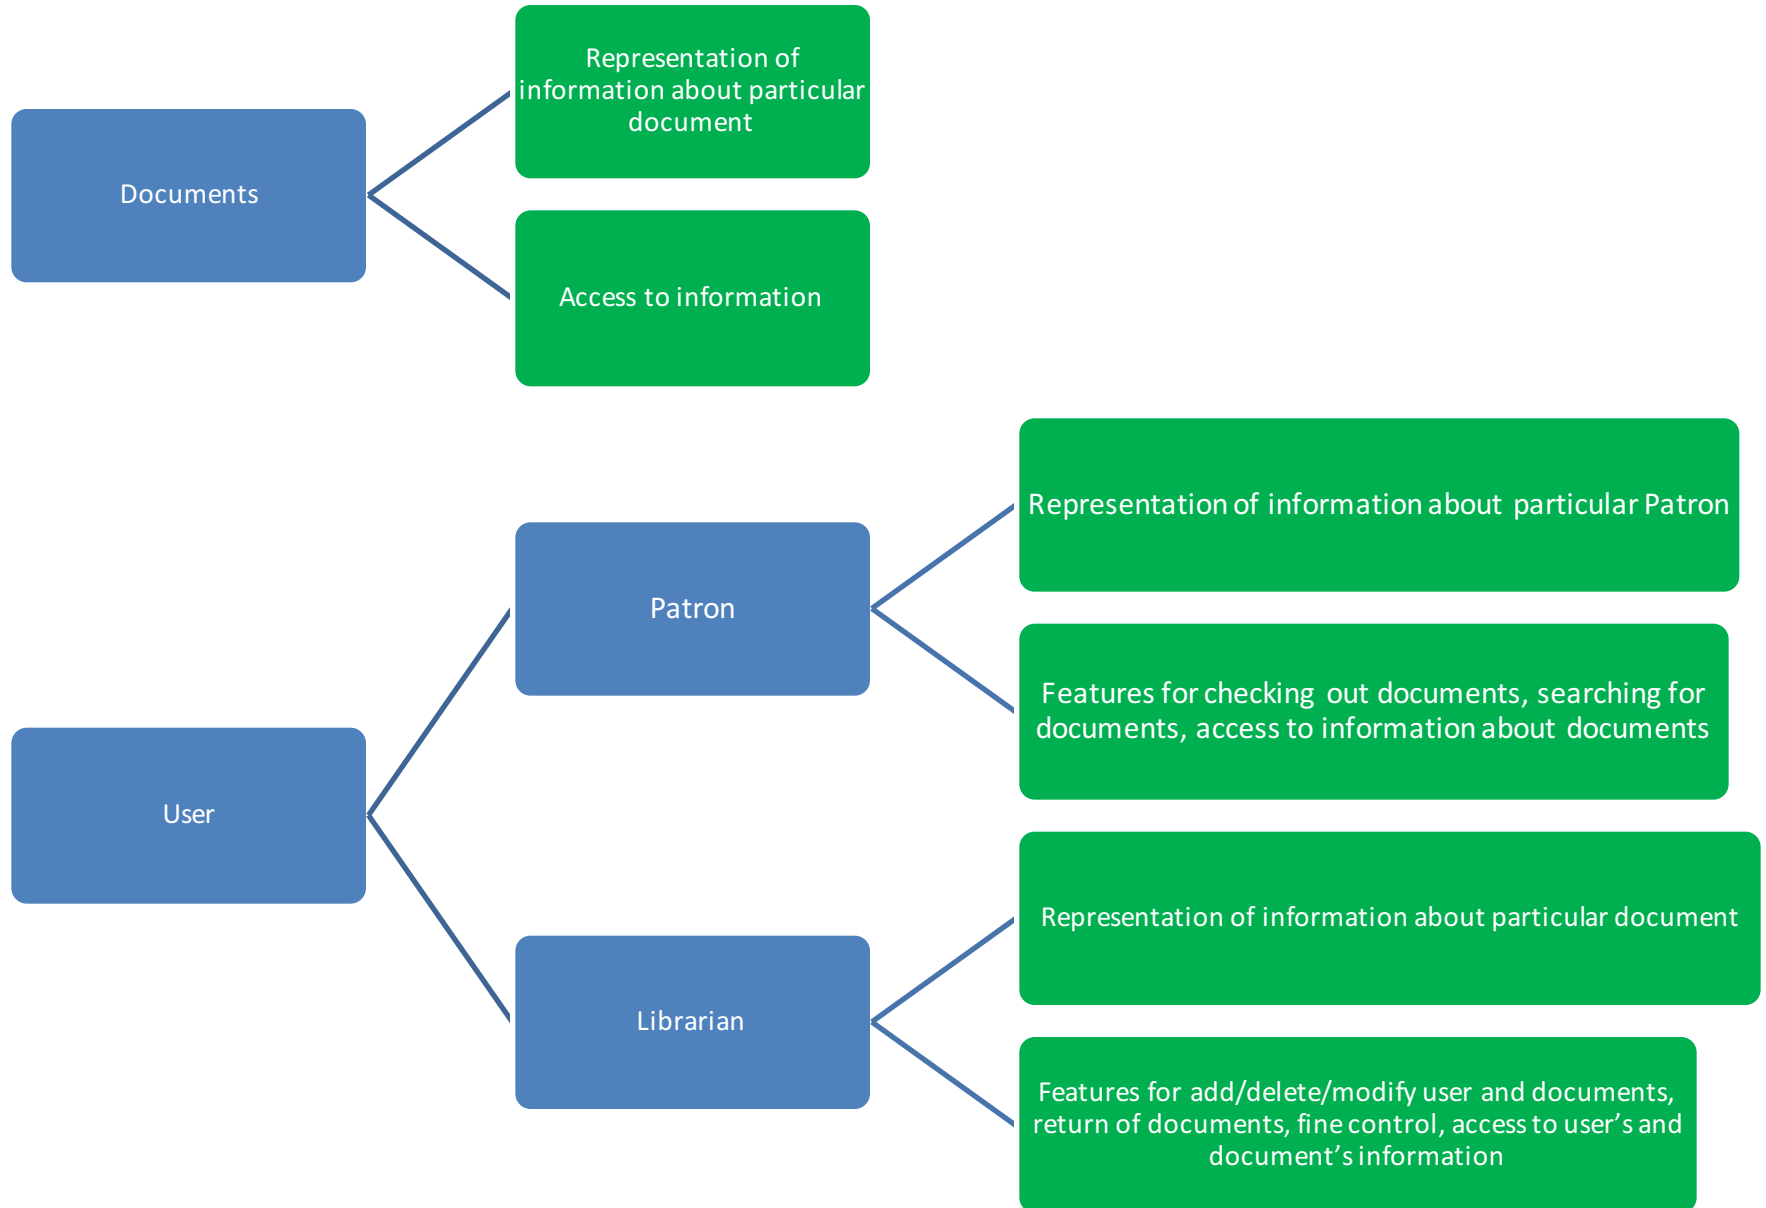 Documents
Representation of
information about particular
document
Access to information
User
Patron
Representation of information about particular Patron
Features for checking out documents, searching for
documents, access to information about documents
Librarian
Representation of information about particular document
Features for add/delete/modify user and documents,
return of documents, fine control, access to user’s and
document’s information